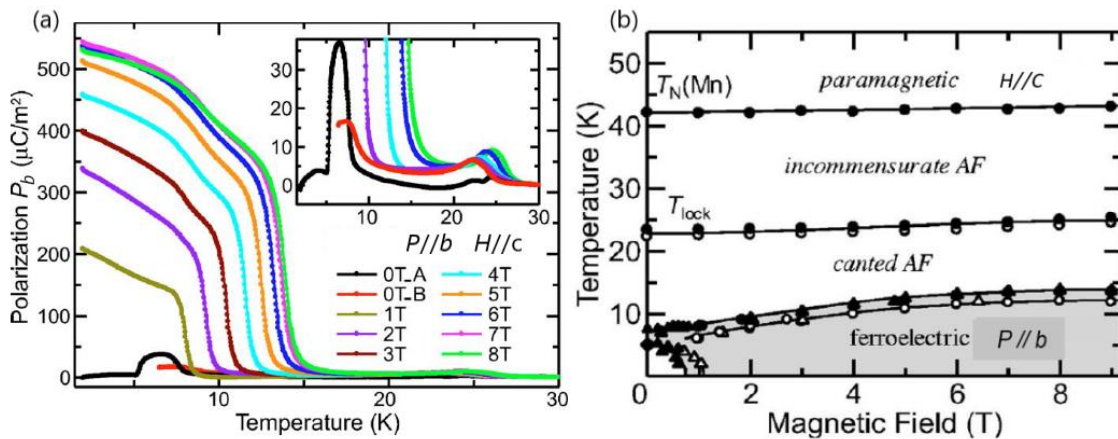 (a)
Polarization P_b (μC/m²)
500
400
300
200
100
0
10
20
30
Temperature (K)
30
20
10
0
10
20
30
P//b H//c
0T_A 4T
0T_B 5T
1T 6T
2T 7T
3T 8T
(b)
Temperature (K)
50
40
30
20
10
0
2
4
6
8
Magnetic Field (T)
T_N(Mn) paramagnetic H//C
incommensurate AF
T_lock
canted AF
ferroelectric P // b